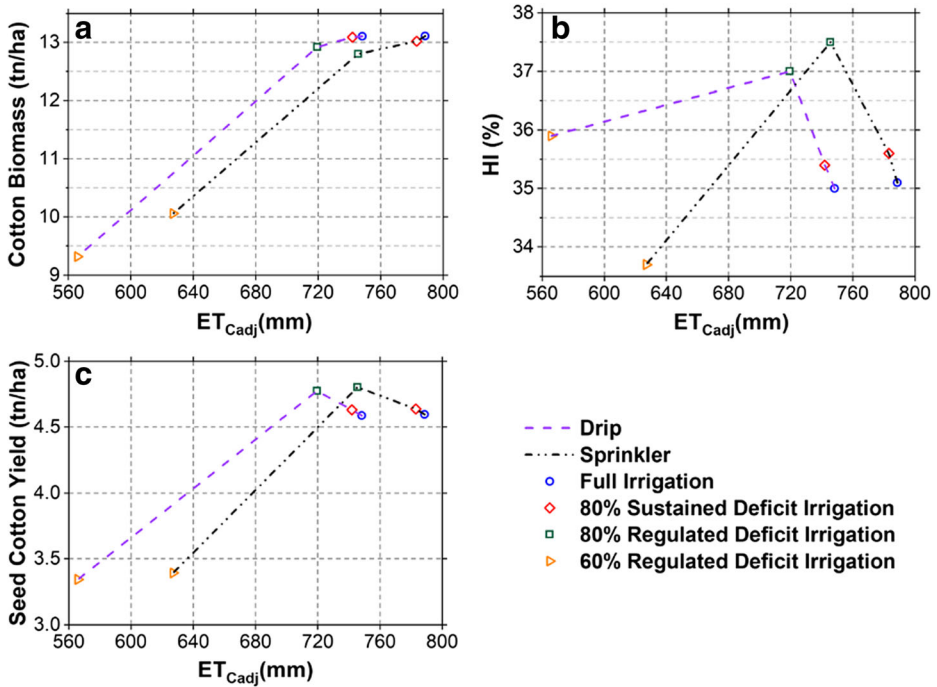 a
Cotton Biomass (tn/ha)
13
12
11
10
9
560 600 640 680 720 760 800
ET_Cadj(mm)
b
HI (%)
38
37
36
35
34
560 600 640 680 720 760 800
ET_Cadj(mm)
c
Seed Cotton Yield (tn/ha)
5.0
4.5
4.0
3.5
3.0
560 600 640 680 720 760 800
ET_Cadj(mm)
Drip
Sprinkler
Full Irrigation
80% Sustained Deficit Irrigation
80% Regulated Deficit Irrigation
60% Regulated Deficit Irrigation